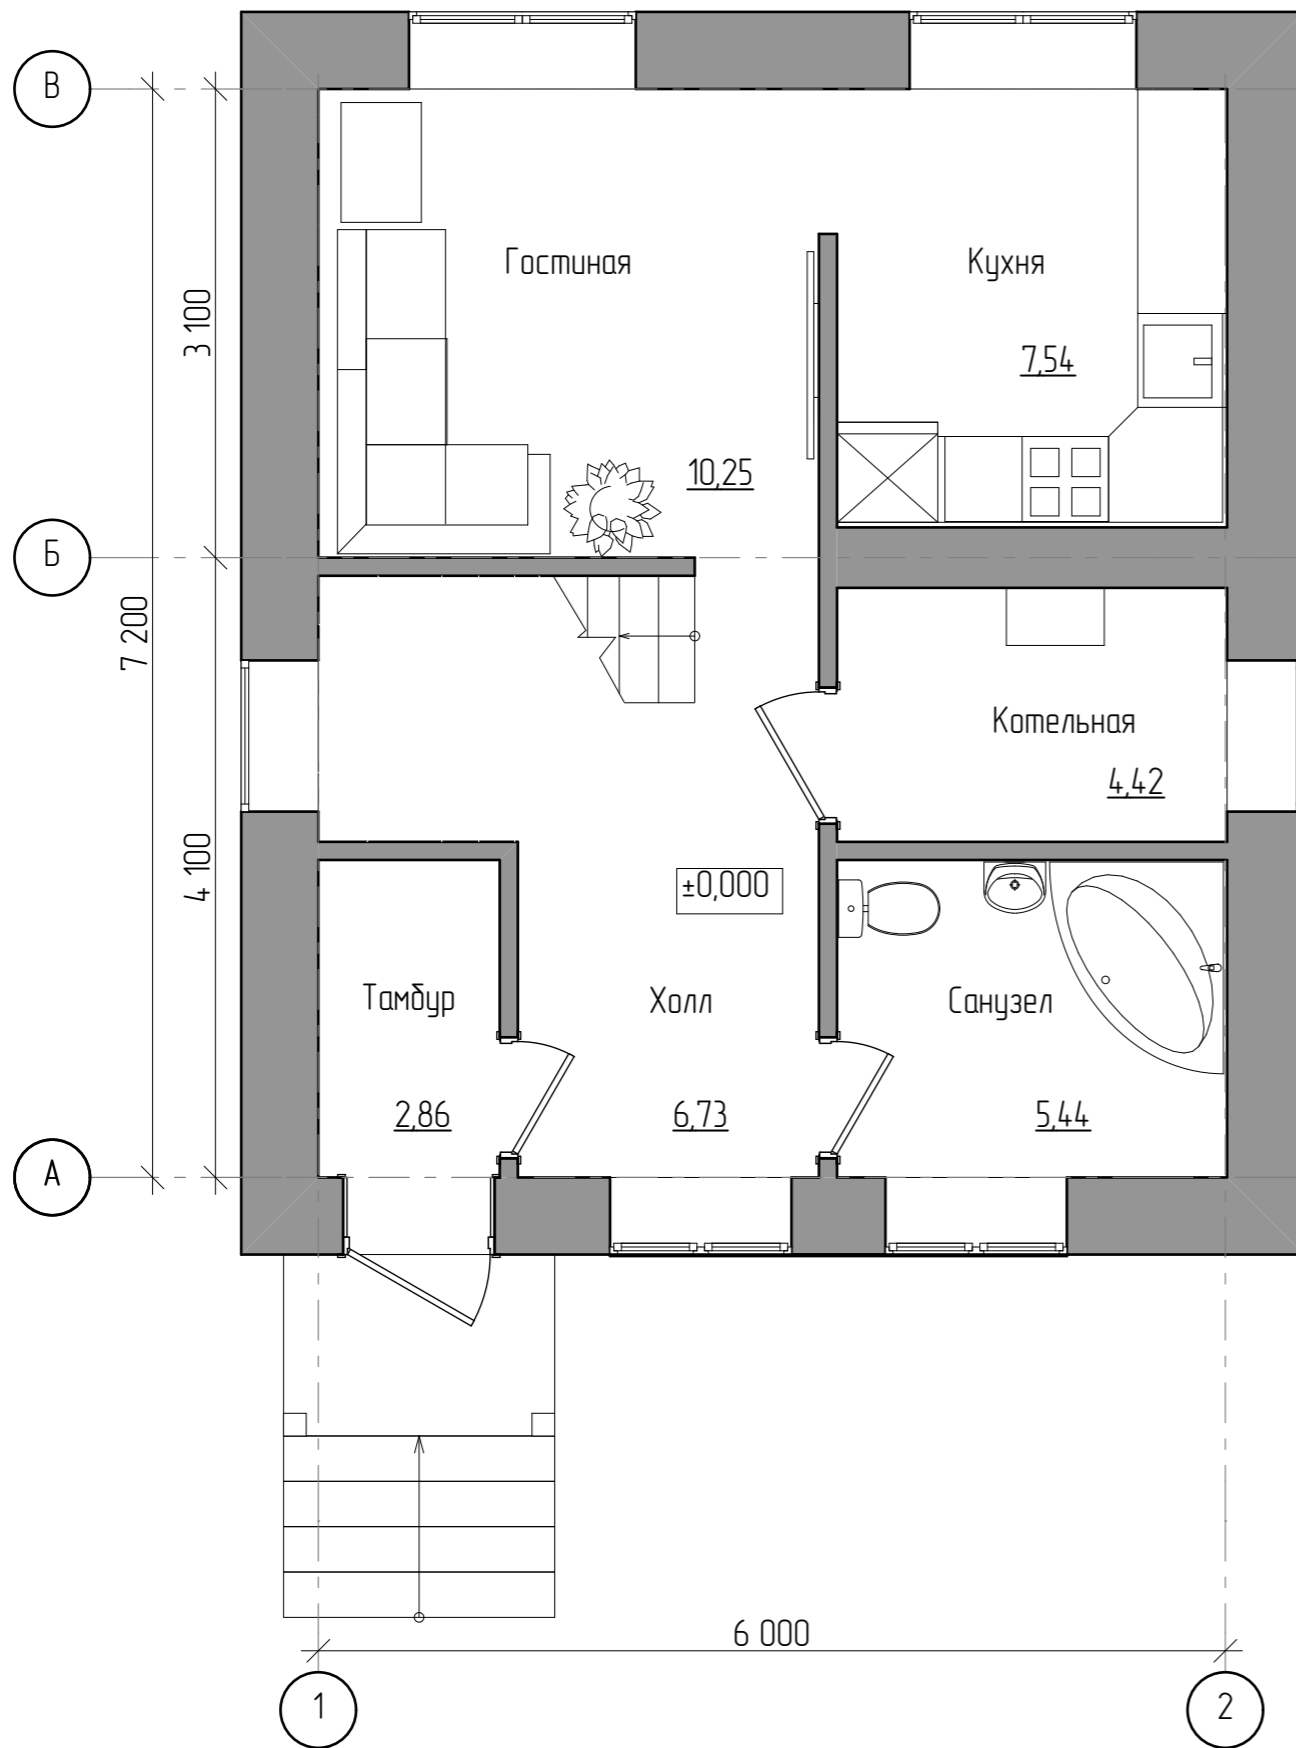 В
Гостиная
Кухня
3 100
7,54
10,25
Б
7 200
Котельная
4,42
4 100
±0,000
Тамбур
Холл
Санузел
2,86
6,73
5,44
А
6 000
1
2